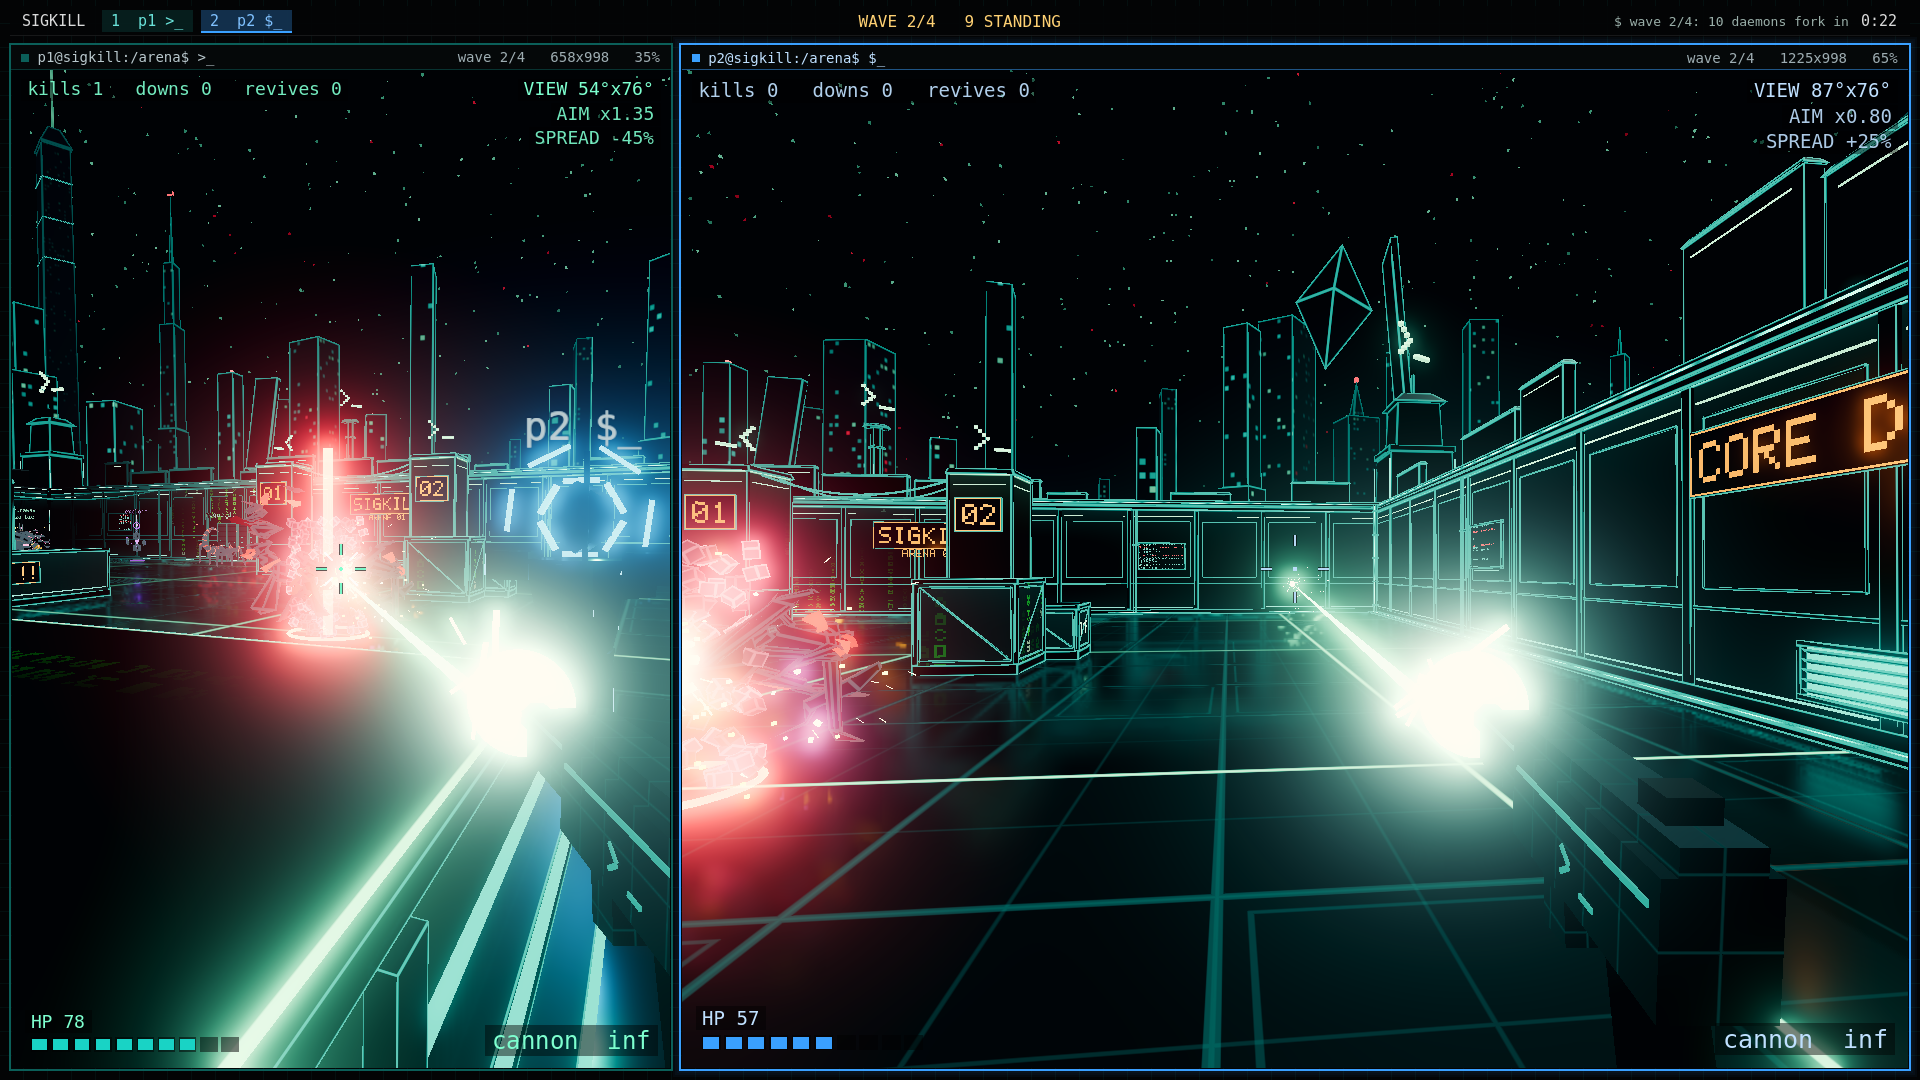 SIGKILL 1 p1 >_ 2 p2 $_
WAVE 2/4 9 STANDING
$ wave 2/4: 10 daemons fork in 0:22
p1@sigkill:/arena$ >_
wave 2/4 658x998 35%
kills 1 downs 0 revives 0
VIEW 54°x76°
AIM x1.35
SPREAD -45%
p2 $_
01
SIGKIL
ARENA 01
02
!!
HP 78
cannon inf
p2@sigkill:/arena$ $_
wave 2/4 1225x998 65%
kills 0 downs 0 revives 0
VIEW 87°x76°
AIM x0.80
SPREAD +25%
CORE D
01
SIGKI
ARENA 0
02
HP 57
cannon inf